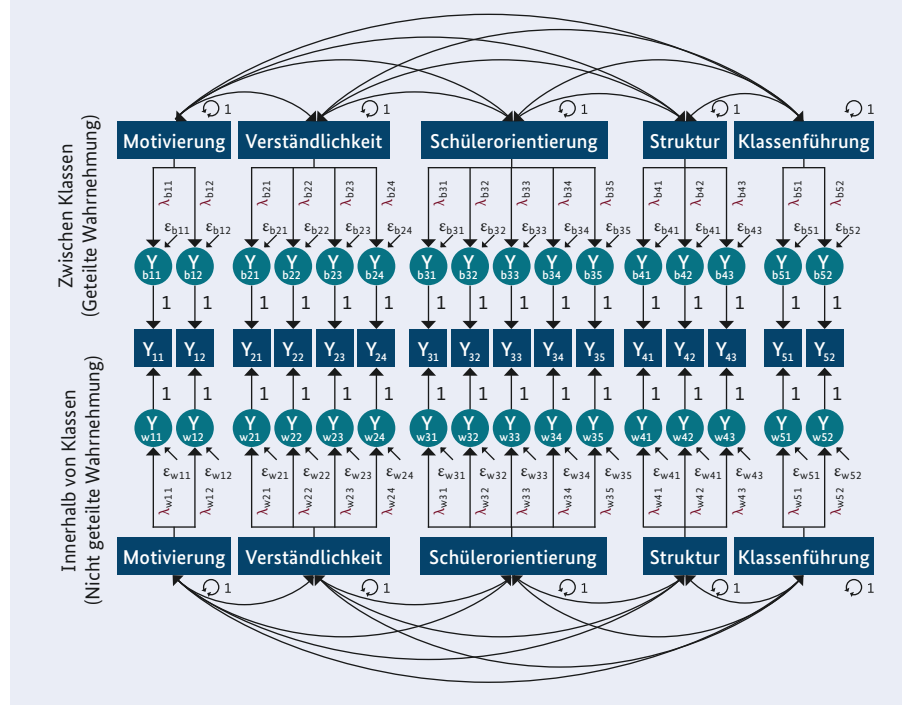 Zwischen Klassen
(Geteilte Wahrnehmung)
1 1 1 1 1
Motivierung Verständlichkeit Schülerorientierung Struktur Klassenführung
λb11 λb12 λb21 λb22 λb23 λb24 λb31 λb32 λb33 λb34 λb35 λb41 λb42 λb43 λb51 λb52
εb11 εb12 εb21 εb22 εb23 εb24 εb31 εb32 εb33 εb34 εb35 εb41 εb41 εb43 εb51 εb52
Yb11 Yb12 Yb21 Yb22 Yb23 Yb24 Yb31 Yb32 Yb33 Yb34 Yb35 Yb41 Yb42 Yb43 Yb51 Yb52
1 1 1 1 1 1 1 1 1 1 1 1 1 1 1 1
Y11 Y12 Y21 Y22 Y23 Y24 Y31 Y32 Y33 Y34 Y35 Y41 Y42 Y43 Y51 Y52
1 1 1 1 1 1 1 1 1 1 1 1 1 1 1 1
Innerhalb von Klassen
(Nicht geteilte Wahrnehmung)
Yw11 Yw12 Yw21 Yw22 Yw23 Yw24 Yw31 Yw32 Yw33 Yw34 Yw35 Yw41 Yw42 Yw43 Yw51 Yw52
εw11 εw12 εw21 εw22 εw23 εw24 εw31 εw32 εw33 εw34 εw35 εw41 εw42 εw43 εw51 εw52
λw11 λw12 λw21 λw22 λw23 λw24 λw31 λw32 λw33 λw34 λw35 λw41 λw42 λw43 λw51 λw52
Motivierung Verständlichkeit Schülerorientierung Struktur Klassenführung
1 1 1 1 1